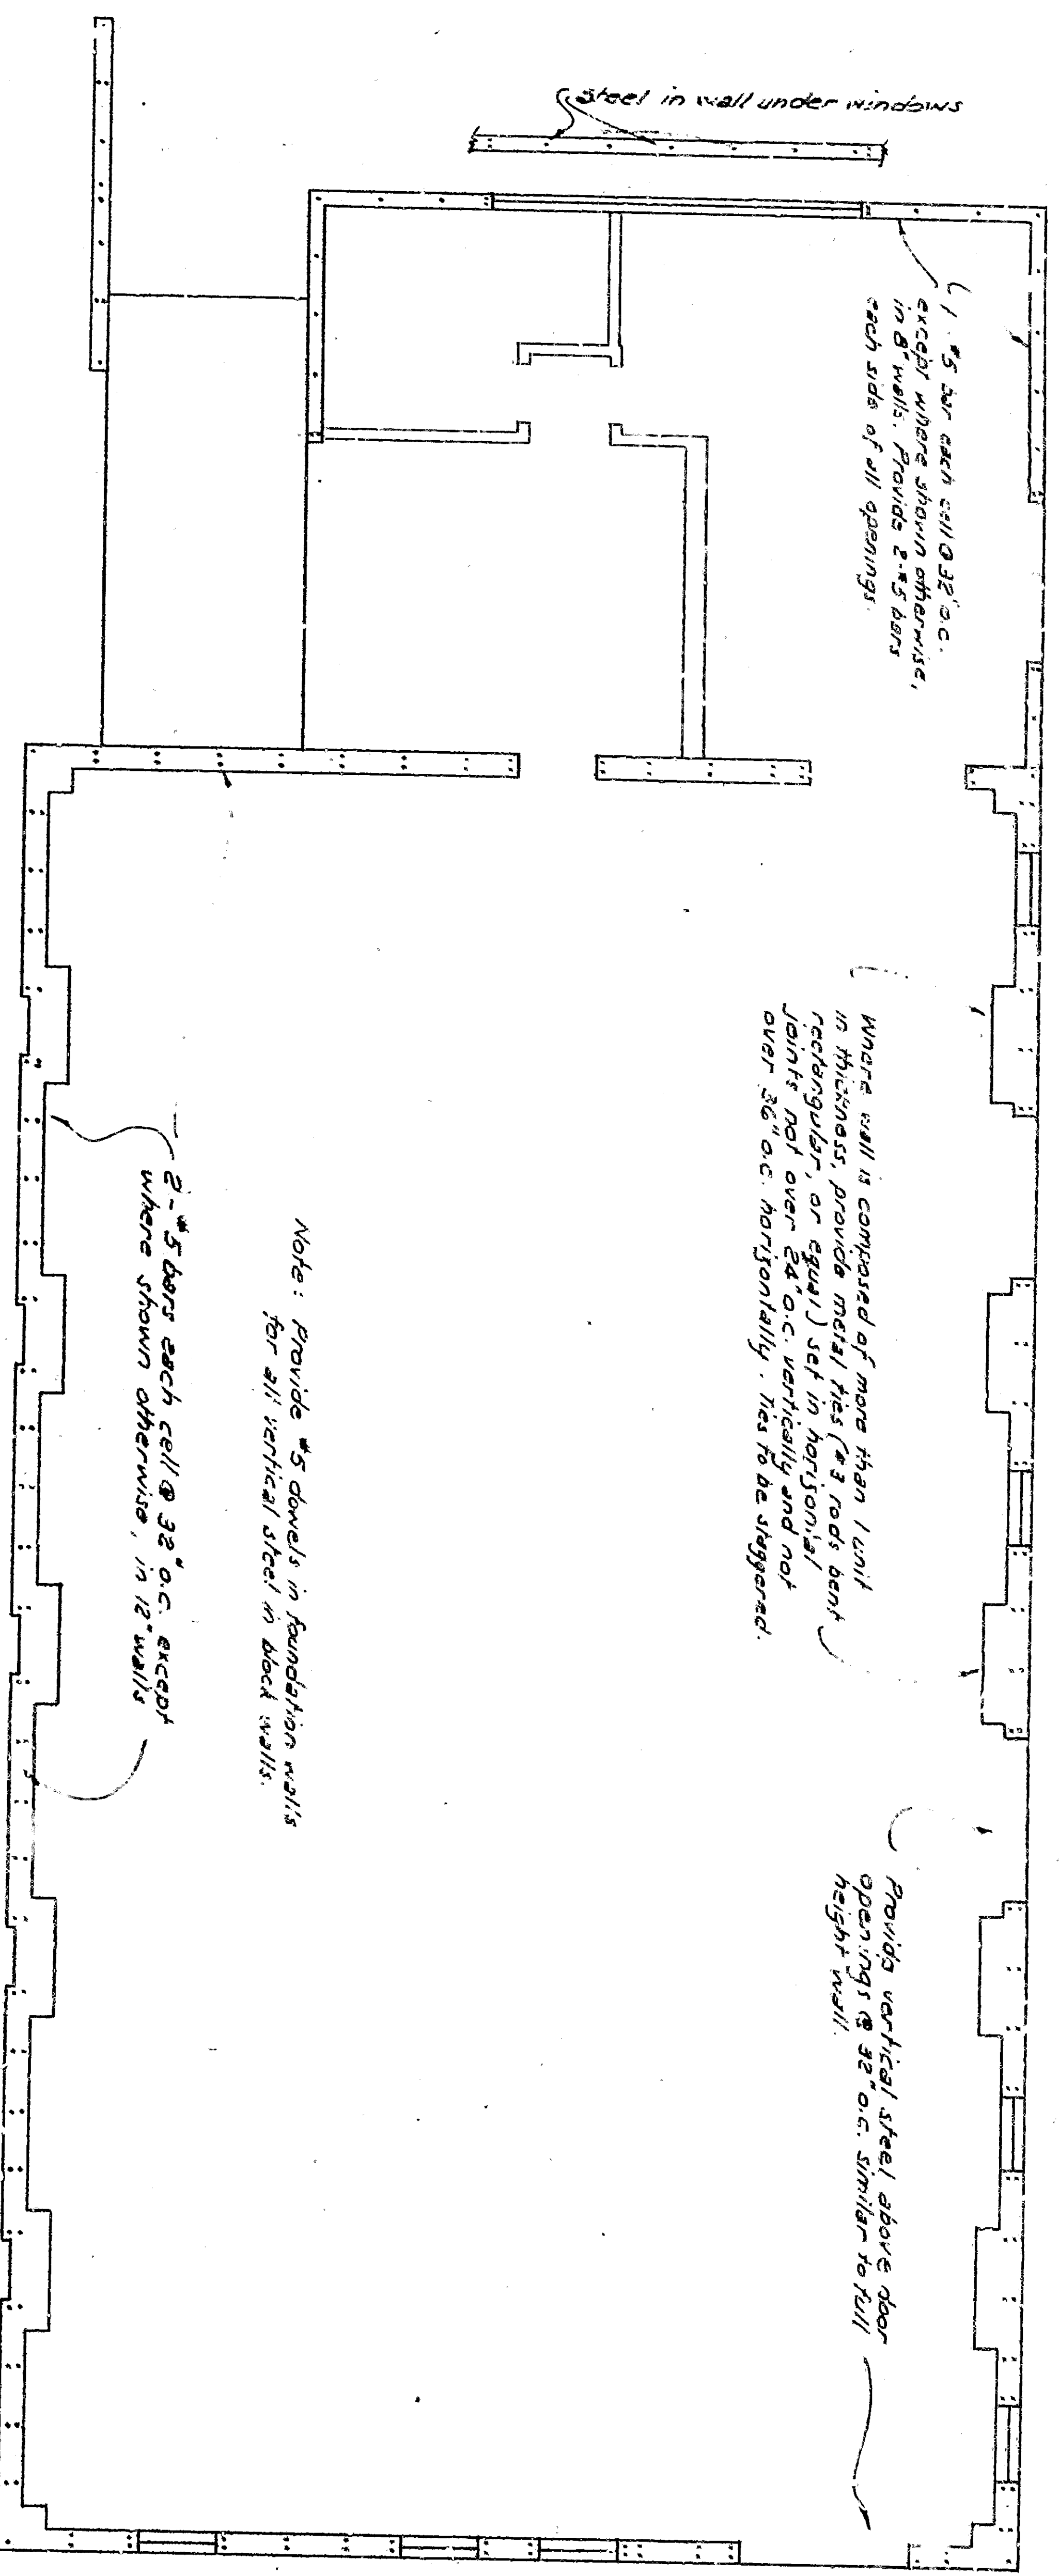 Steel in wall under windows
1 - #5 bar each cell @ 32" o.c.
except where shown otherwise,
in 8" walls. Provide 2-#5 bars
each side of all openings.
Where wall is composed of more than 1 unit
in thickness, provide metal ties (#3 rods bent
rectangular, or equal) set in horizontal
joints not over 24" o.c. vertically and not
over 36" o.c. horizontally. Ties to be staggered.
Provide vertical steel above door
openings @ 32" o.c. similar to full
height wall.
Note: Provide #5 dowels in foundation walls
for all vertical steel in block walls.
2 - #5 bars each cell @ 32" o.c. except
where shown otherwise, in 12" walls